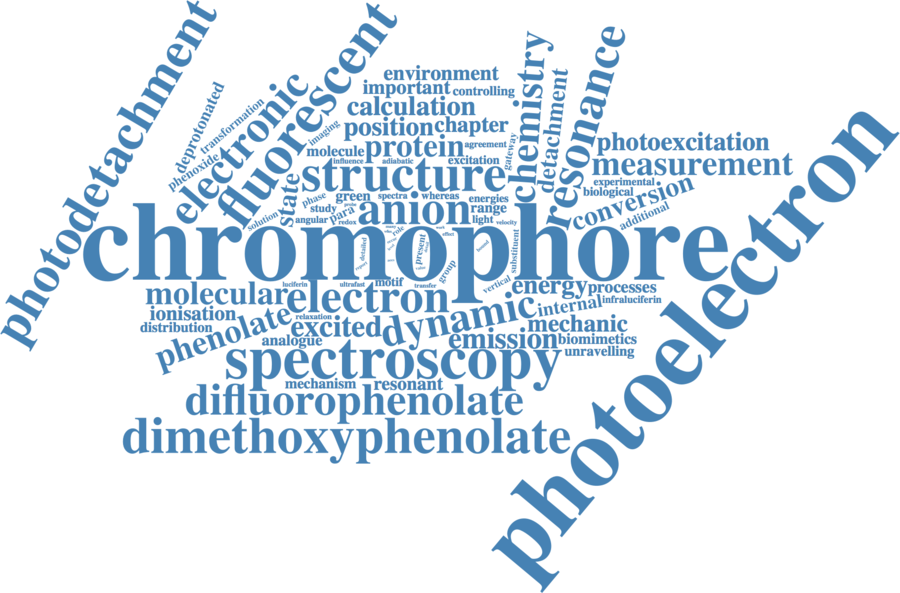 photodetachment
deprotonated
transformation
phenoxide
electronic
fluorescent
imaging
solution
environment
important
controlling
calculation
position
chapter
molecule
protein
agreement
influence
adiabatic
excitation
gateway
structure
chemistry
detachment
resonance
photoexcitation
measurement
experimental
biological
conversion
additional
state
phase
green
spectra
whereas
energies
study
para
anion
range
angular
redox
light
velocity
chromophore
role
detailed
present
effect
bound
group
substituent
vertical
luciferin
ultrafast
motif
transfer
molecular
electron
energy
processes
ionisation
relaxation
internal
infraluciferin
distribution
phenolate
excited
dynamic
mechanic
analogue
emission
biomimetics
spectroscopy
unravelling
mechanism
resonant
difluorophenolate
dimethoxyphenolate
photoelectron